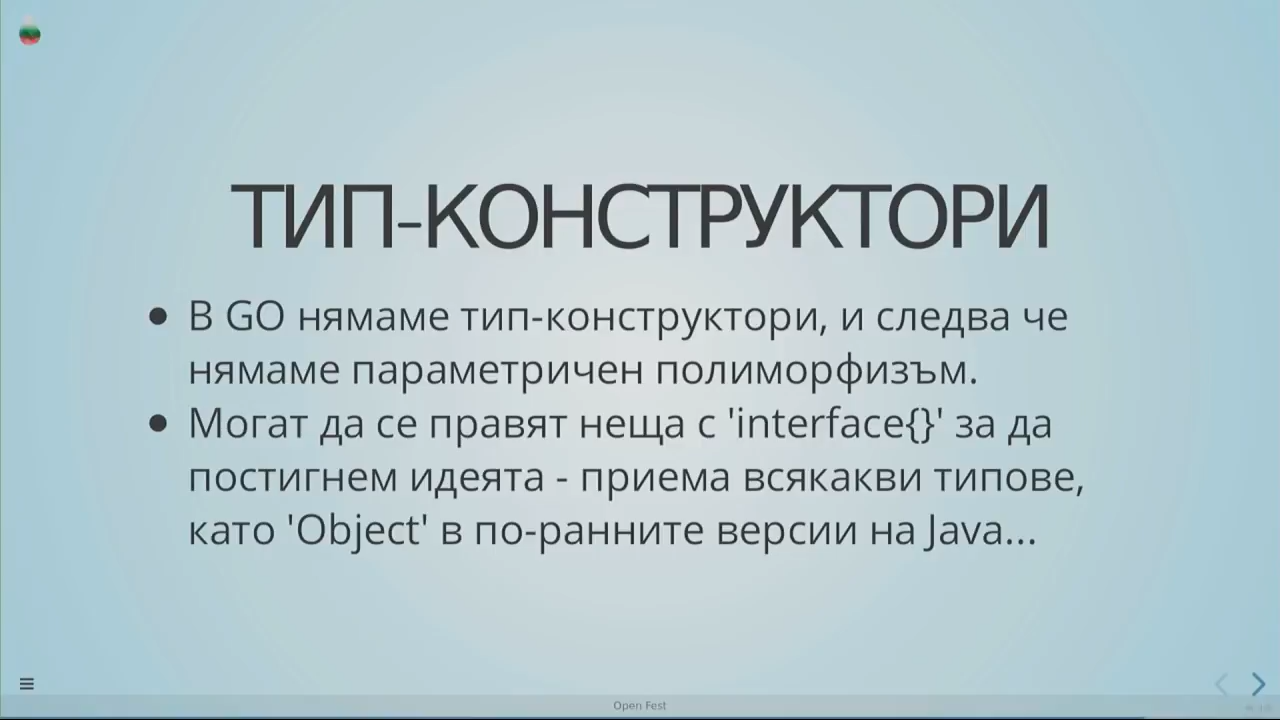 ТИП-КОНСТРУКТОРИ
В GO нямаме тип-конструктори, и следва че
нямаме параметричен полиморфизъм.
Могат да се правят неща с 'interface{}' за да
постигнем идеята - приема всякакви типове,
като 'Object' в по-ранните версии на Java...
Open Fest